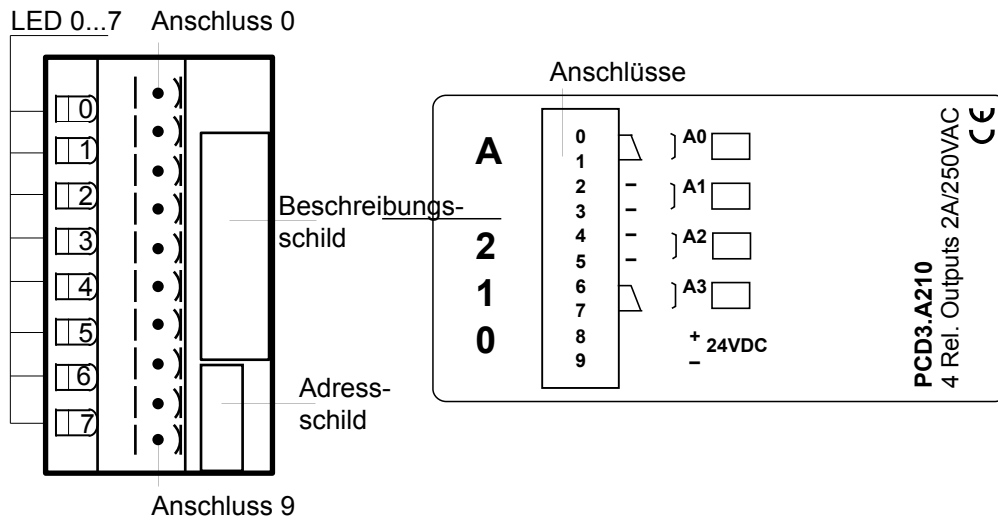 LED 0...7
Anschluss 0
0
1
2
3
4
5
6
7
Beschreibungs-
schild
Adress-
schild
Anschluss 9
Anschlüsse
A
2
1
0
0
1
2
3
4
5
6
7
8
9
–
–
–
–
A0
A1
A2
A3
+ 24VDC
–
PCD3.A210
4 Rel. Outputs 2A/250VAC
CE